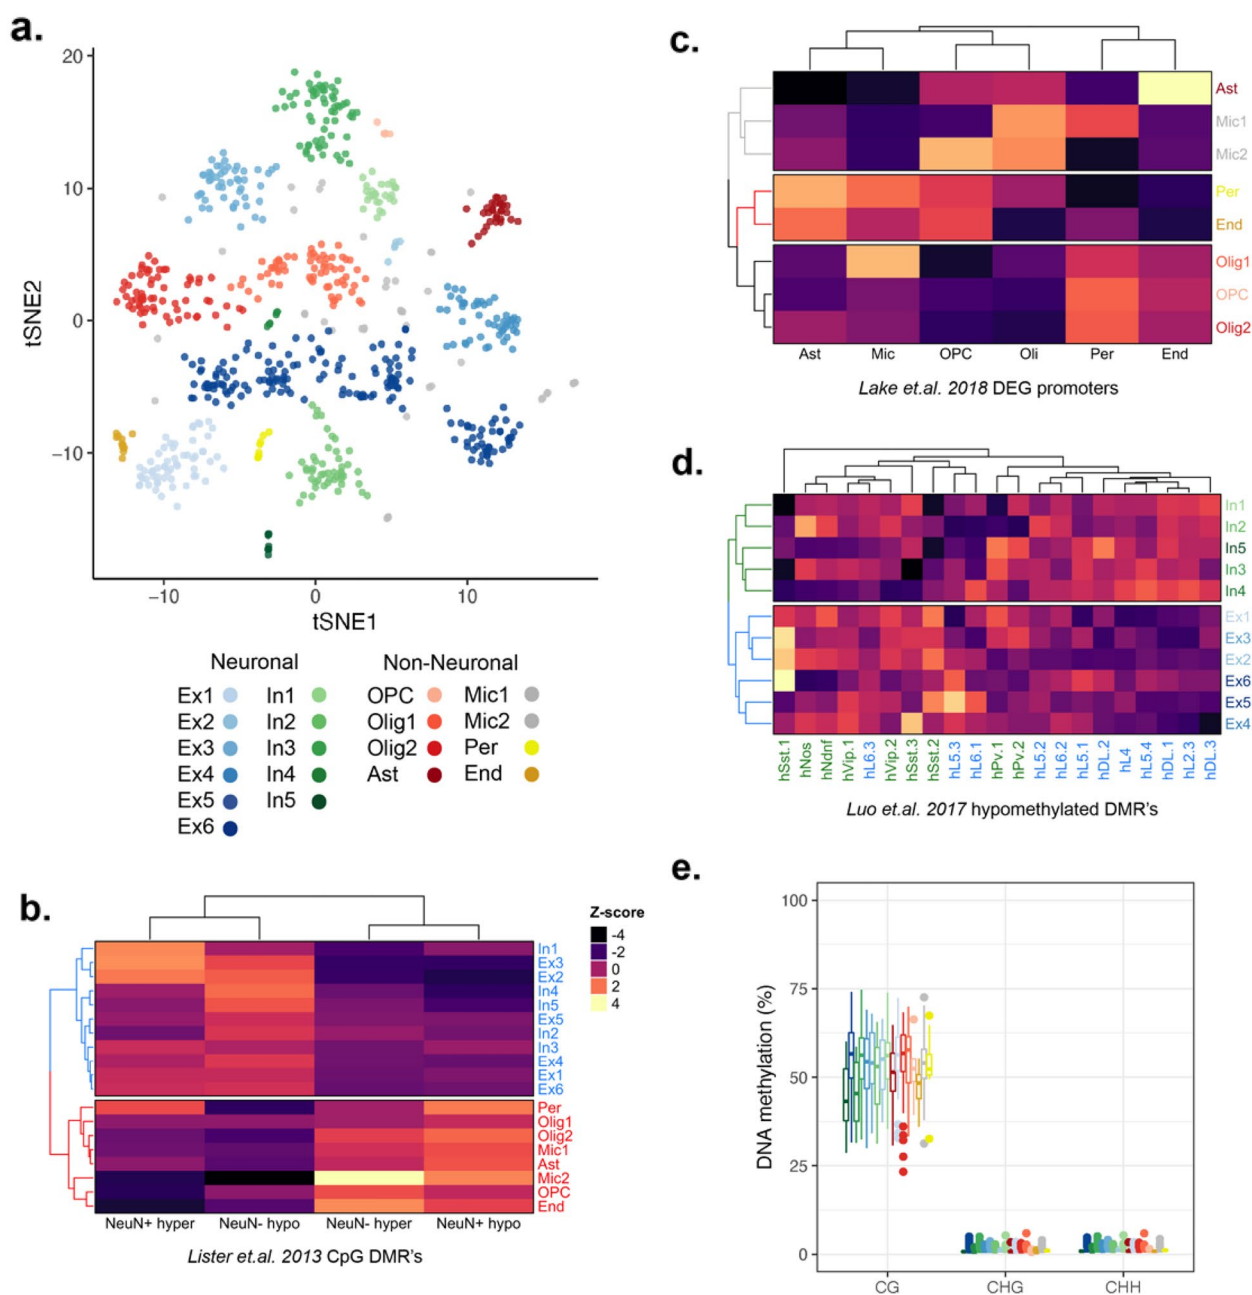 a.
20
10
0
−10
tSNE2
−10
0
10
tSNE1
Neuronal
Non-Neuronal
Ex1
In1
OPC
Mic1
Ex2
In2
Olig1
Mic2
Ex3
In3
Olig2
Per
Ex4
In4
Ast
End
Ex5
In5
Ex6
b.
In1
Ex3
Ex2
In4
In5
Ex5
In2
In3
Ex4
Ex1
Ex6
Per
Olig1
Olig2
Mic1
Ast
Mic2
OPC
End
NeuN+ hyper
NeuN- hypo
NeuN- hyper
NeuN+ hypo
Lister et.al. 2013 CpG DMR's
Z-score
-4
-2
0
2
4
c.
Ast
Mic1
Mic2
Per
End
Olig1
OPC
Olig2
Ast
Mic
OPC
Oli
Per
End
Lake et.al. 2018 DEG promoters
d.
In1
In2
In5
In3
In4
Ex1
Ex3
Ex2
Ex6
Ex5
Ex4
hSst.1
hNos
hNdnf
hVip.1
hL6.3
hVip.2
hSst.3
hSst.2
hL5.3
hL6.1
hPv.1
hPv.2
hL5.2
hL6.2
hL5.1
hDL.2
hL4
hL5.4
hDL.1
hL2.3
hDL.3
Luo et.al. 2017 hypomethylated DMR's
e.
100
75
50
25
0
DNA methylation (%)
CG
CHG
CHH